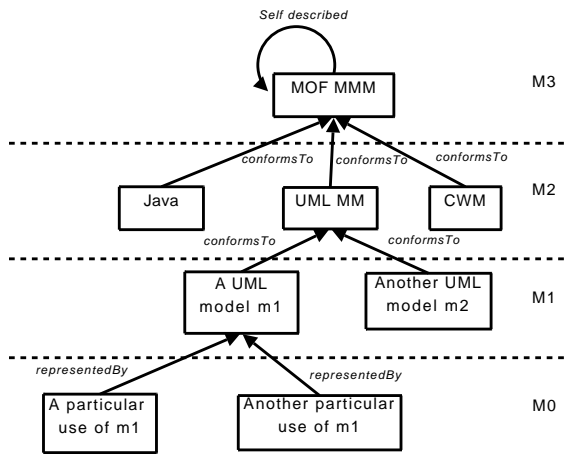 Self described
MOF MMM
M3
conformsTo
conformsTo
conformsTo
Java
UML MM
CWM
M2
conformsTo
conformsTo
A UML
model m1
Another UML
model m2
M1
representedBy
representedBy
A particular
use of m1
Another particular
use of m1
M0